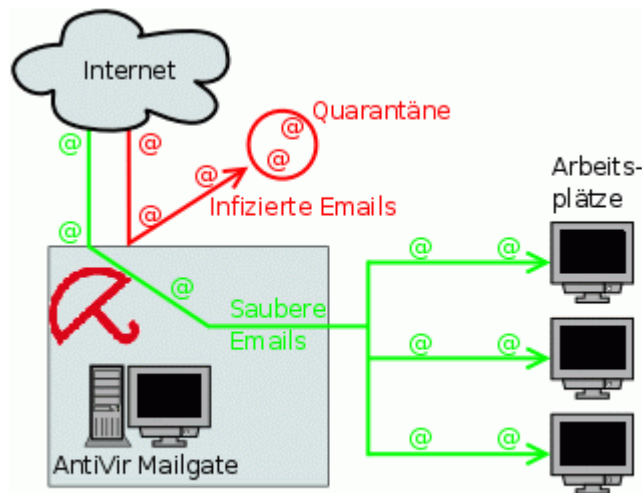 Internet
@ @
Quarantäne
@
@
@
@
Infizierte Emails
@
@
Saubere
Emails
AntiVir Mailgate
Arbeits-
plätze
@ @
@ @
@ @